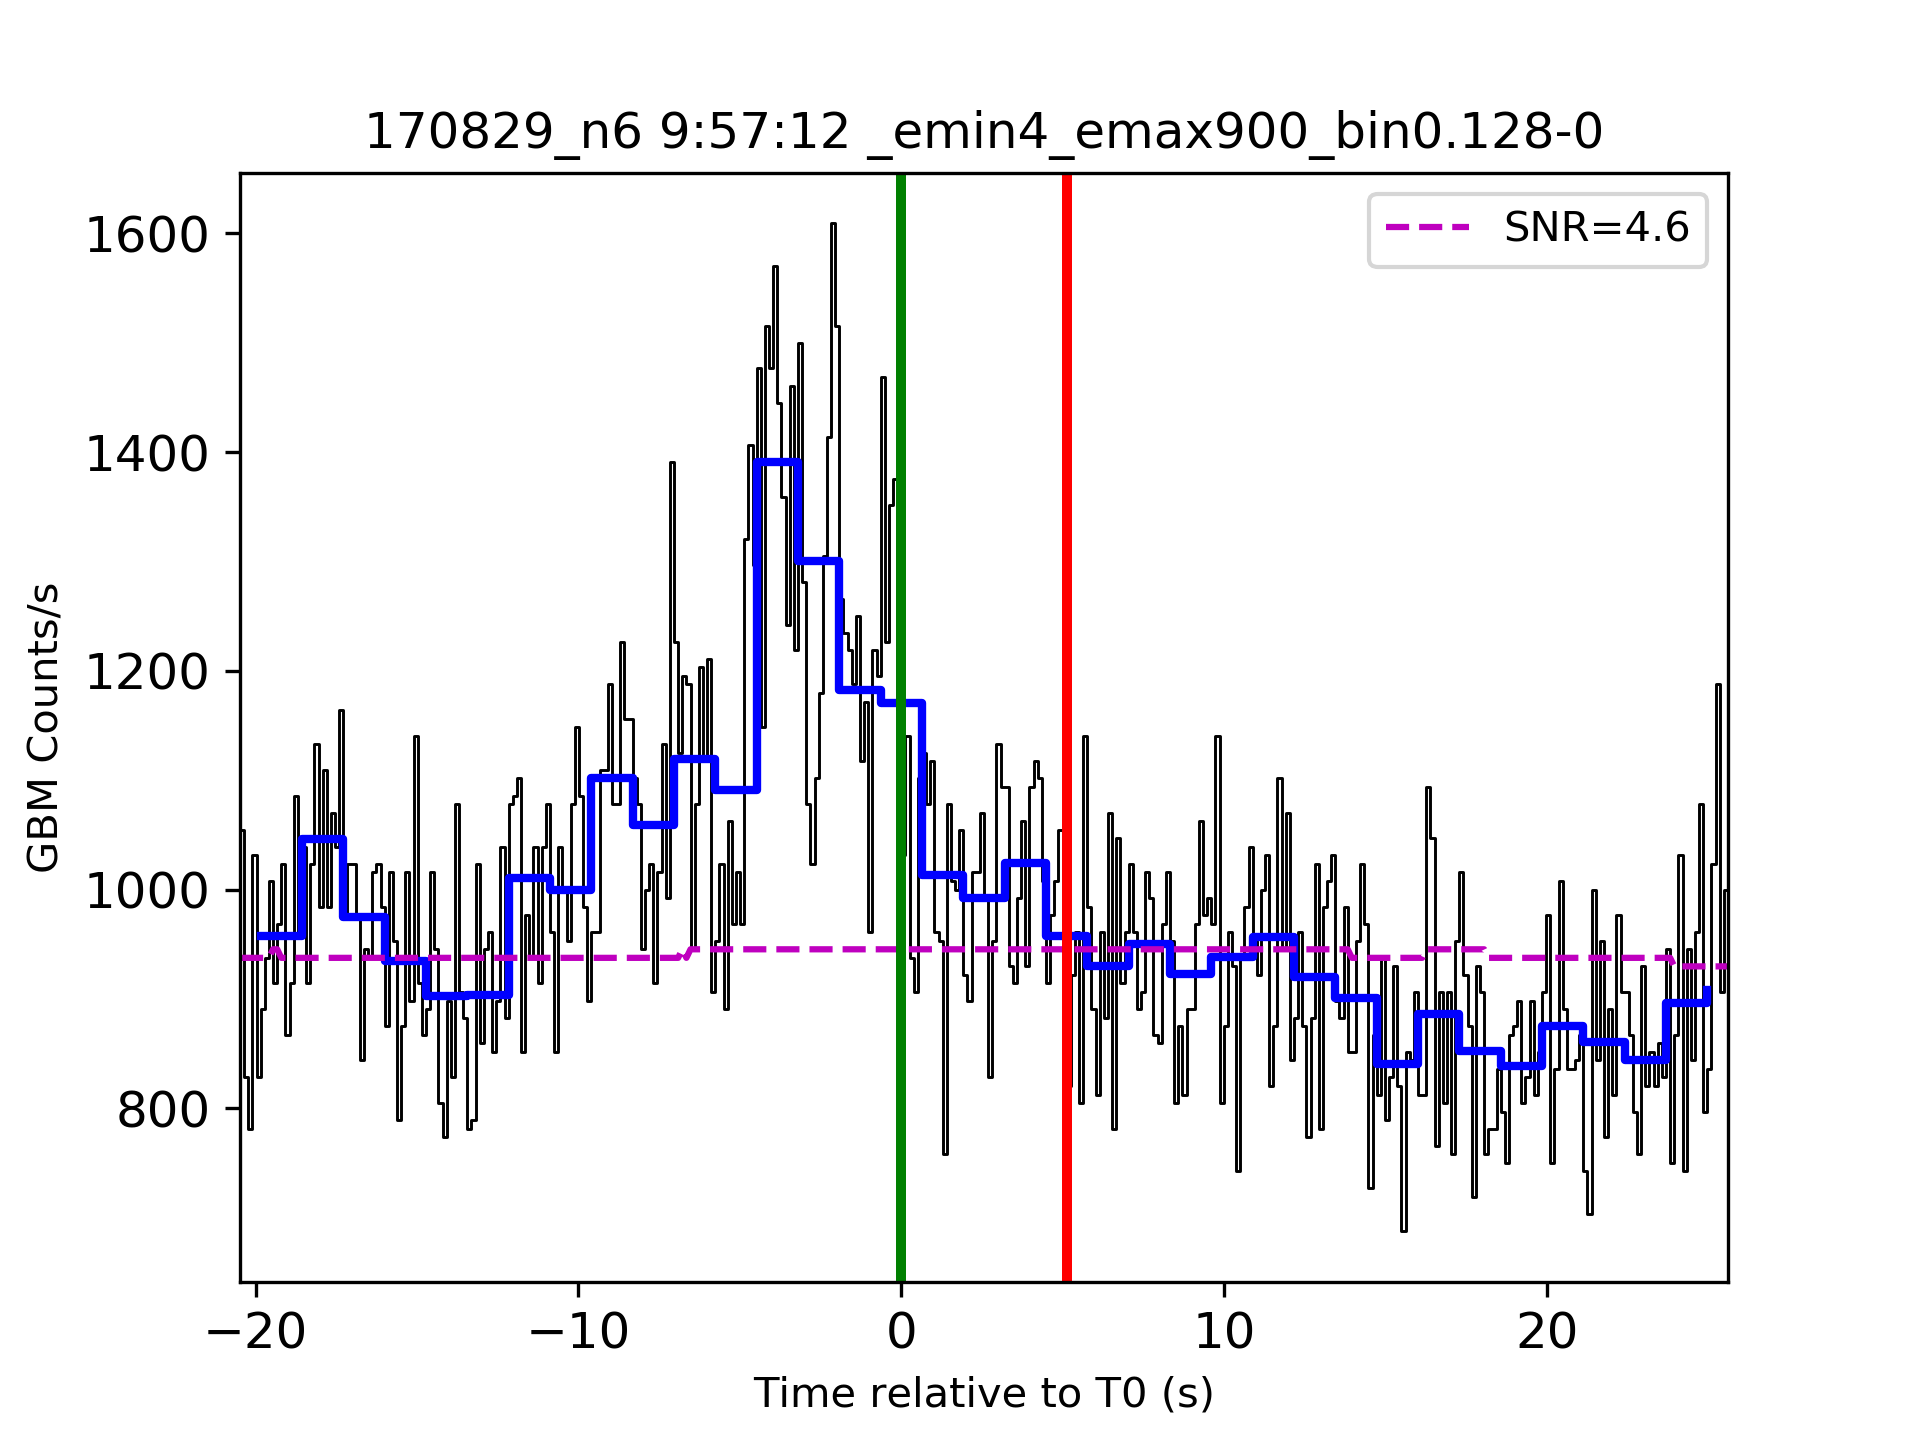 170829_n6 9:57:12 _emin4_emax900_bin0.128-0
SNR=4.6
1600
1400
1200
1000
800
GBM Counts/s
−20
−10
0
10
20
Time relative to T0 (s)